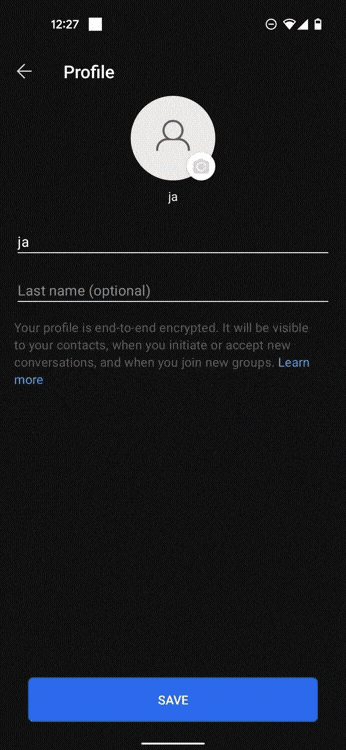 12:27
Profile
ja
ja
Last name (optional)
Your profile is end-to-end encrypted. It will be visible
to your contacts, when you initiate or accept new
conversations, and when you join new groups. Learn
more
SAVE